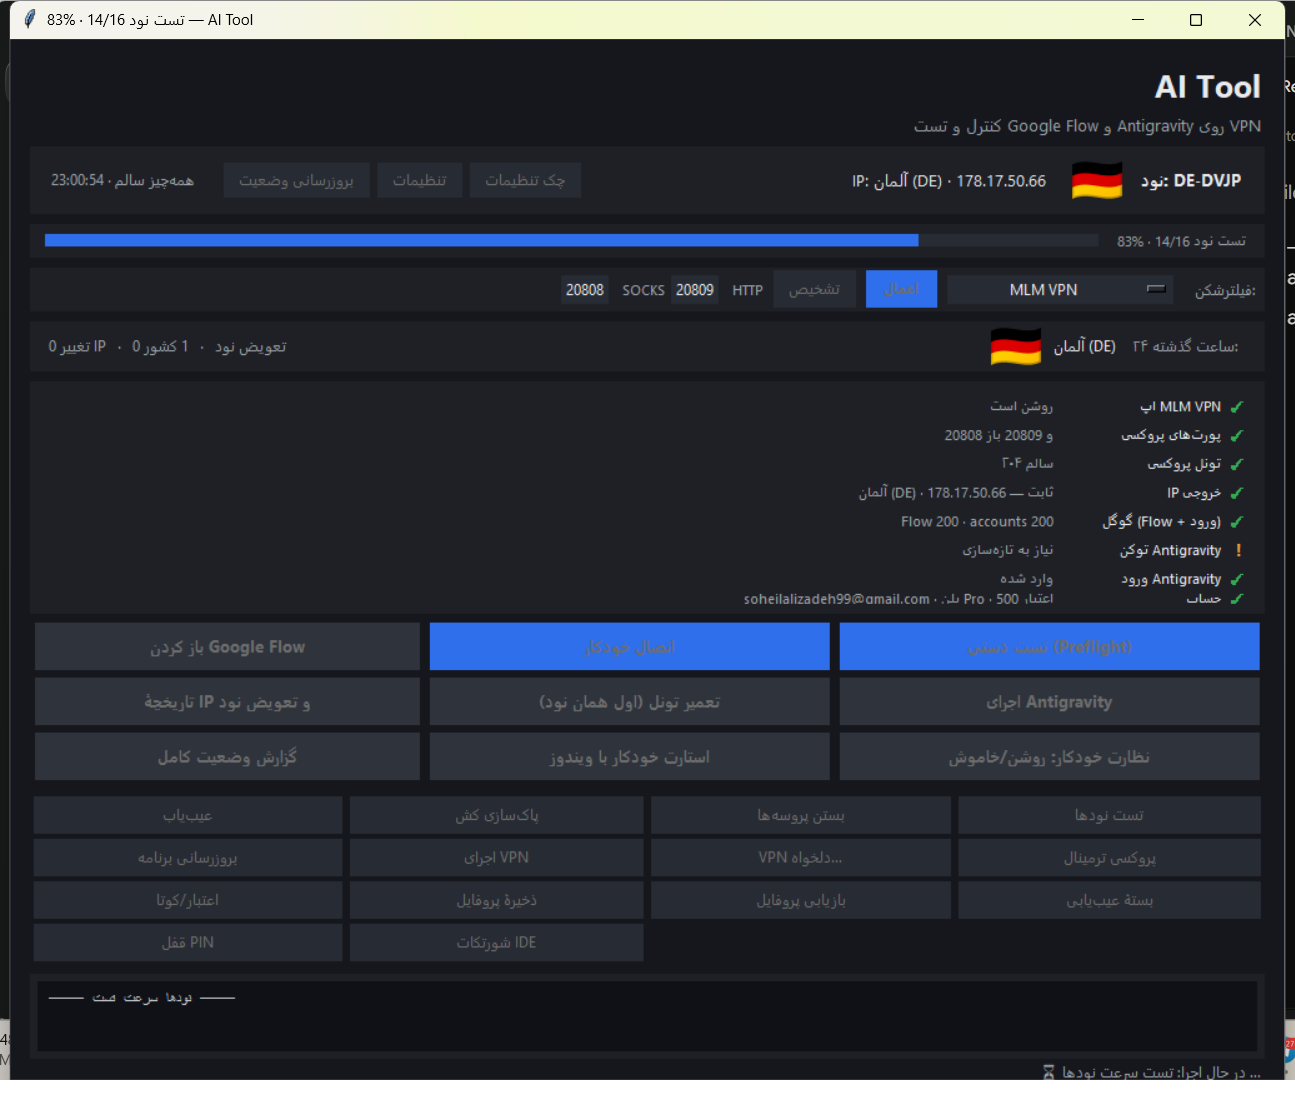 83% · 14/16 تست نود — AI Tool
AI Tool
VPN روی Antigravity و Google Flow کنترل و تست
نود: DE-DVJP
IP: آلمان (DE) · 178.17.50.66
چک تنظیمات
تنظیمات
بروزرسانی وضعیت
همه‌چیز سالم · 23:00:54
83% · 14/16 تست نود
فیلترشکن:
MLM VPN
اعمال
تشخیص
HTTP 20809 SOCKS 20808
ساعت گذشته ۲۴:
آلمان (DE)
تعویض نود · 1 کشور 0 · IP تغییر 0
✓ اپ MLM VPN روشن است
✓ پورت‌های پروکسی و 20809 باز 20808
✓ تونل پروکسی سالم ۲۰۴
✓ خروجی IP ثابت — 178.17.50.66 · (DE) آلمان
✓ (ورود + Flow) گوگل Flow 200 · accounts 200
! توکن Antigravity نیاز به تازه‌سازی
✓ ورود Antigravity وارد شده
✓ حساب soheilalizadeh99@gmail.com · پلن Pro · 500 اعتبار
تست دستی (Preflight)
اتصال خودکار
باز کردن Google Flow
اجرای Antigravity
تعمیر تونل (اول همان نود)
و تعویض نود IP تاریخچهٔ
نظارت خودکار: روشن/خاموش
استارت خودکار با ویندوز
گزارش وضعیت کامل
تست نودها
بستن پروسه‌ها
پاک‌سازی کش
عیب‌یاب
پروکسی ترمینال
VPN دلخواه...
اجرای VPN
بروزرسانی برنامه
بستهٔ عیب‌یابی
بازیابی پروفایل
ذخیرهٔ پروفایل
اعتبار/کوتا
شورتکات IDE
قفل PIN
—— تست سرعت نودها ——
⏳ در حال اجرا: تست سرعت نودها ...